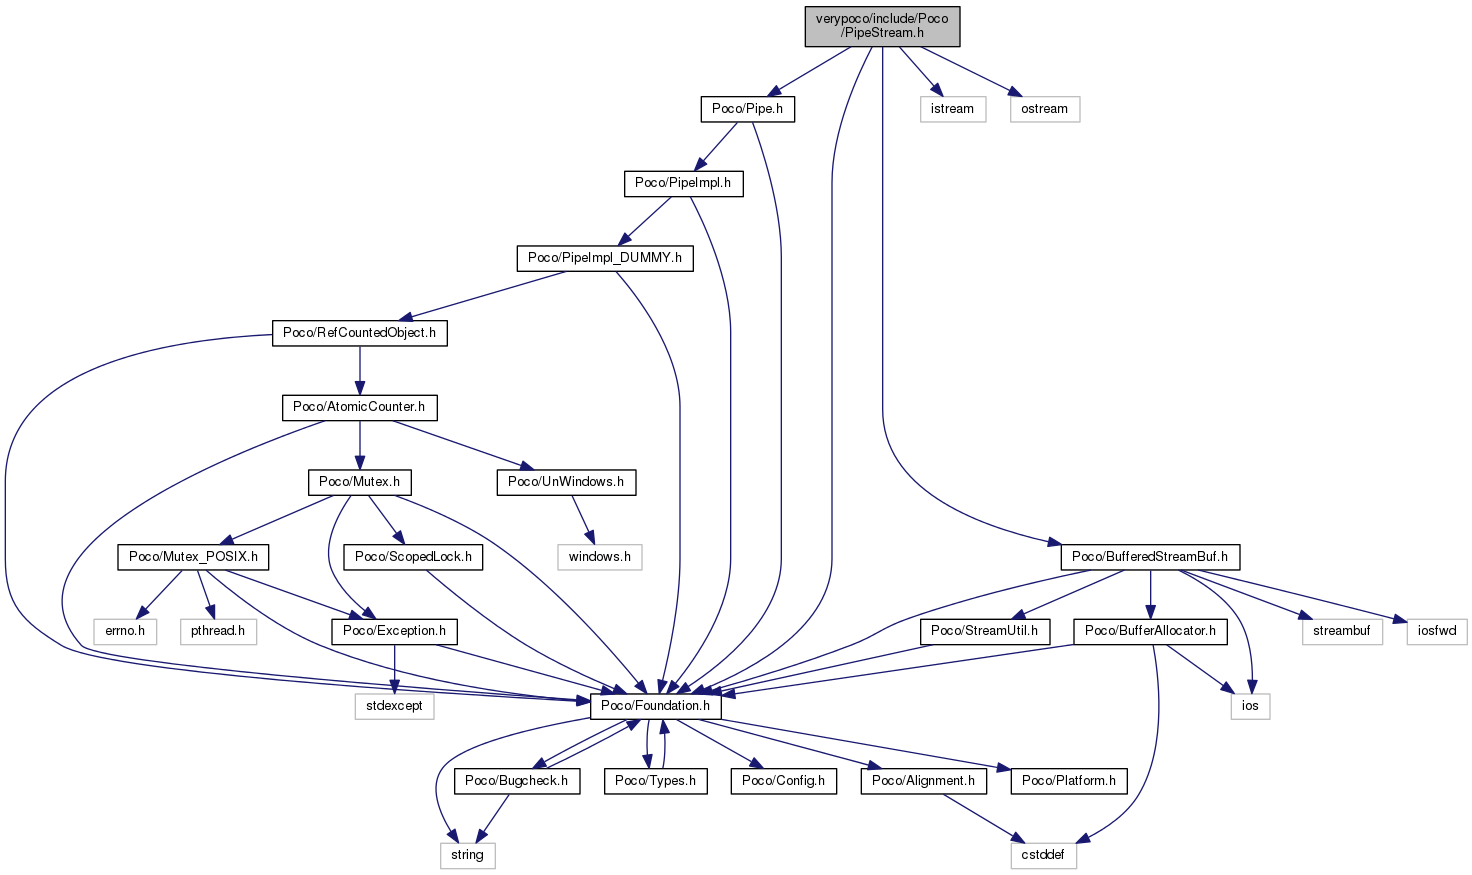 verypoco/include/Poco
/PipeStream.h
Poco/Pipe.h
istream
ostream
Poco/PipeImpl.h
Poco/PipeImpl_DUMMY.h
Poco/RefCountedObject.h
Poco/AtomicCounter.h
Poco/Mutex.h
Poco/UnWindows.h
Poco/Mutex_POSIX.h
Poco/ScopedLock.h
windows.h
Poco/BufferedStreamBuf.h
errno.h
pthread.h
Poco/Exception.h
Poco/StreamUtil.h
Poco/BufferAllocator.h
streambuf
iosfwd
stdexcept
Poco/Foundation.h
ios
Poco/Bugcheck.h
Poco/Types.h
Poco/Config.h
Poco/Alignment.h
Poco/Platform.h
string
cstddef